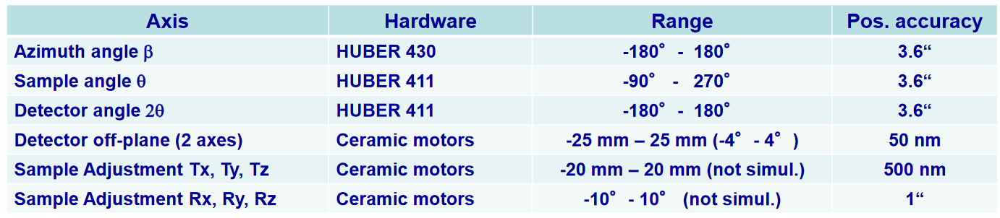 Axis Hardware Range Pos. accuracy
Azimuth angle β HUBER 430 -180° - 180° 3.6“
Sample angle θ HUBER 411 -90° - 270° 3.6“
Detector angle 2θ HUBER 411 -180° - 180° 3.6“
Detector off-plane (2 axes) Ceramic motors -25 mm – 25 mm (-4° - 4° ) 50 nm
Sample Adjustment Tx, Ty, Tz Ceramic motors -20 mm – 20 mm (not simul.) 500 nm
Sample Adjustment Rx, Ry, Rz Ceramic motors -10° - 10° (not simul.) 1“